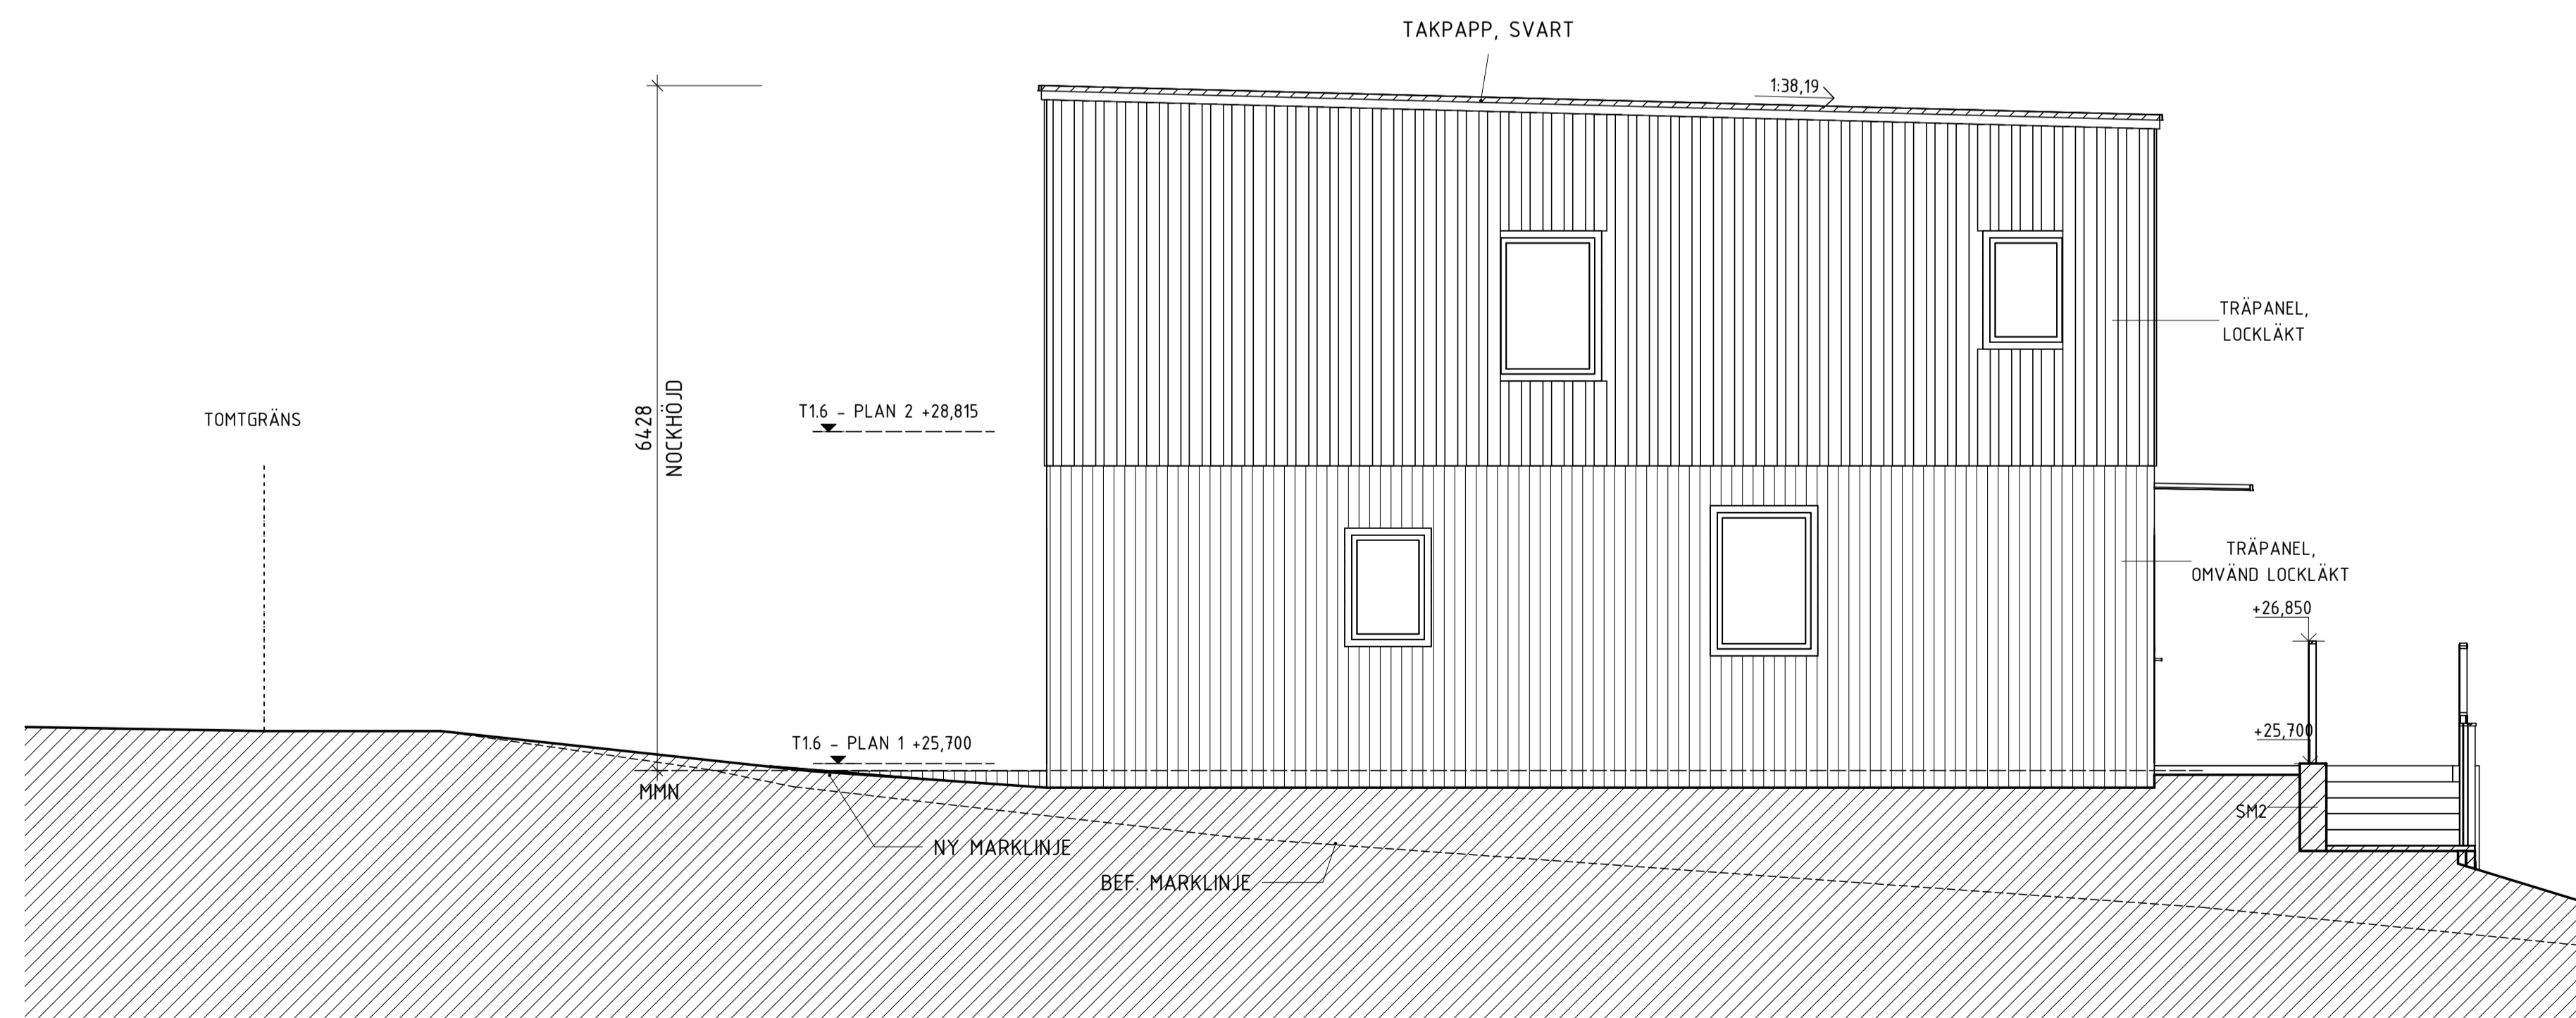 TAKPAPP, SVART
1:38,19
TRÄPANEL,
LOCKLÄKT
T1.6 - PLAN 2 +28,815
TOMTGRÄNS
6428
NOCKHÖJD
TRÄPANEL,
OMVÄND LOCKLÄKT
+26,850
+25,700
T1.6 - PLAN 1 +25,700
MMN
SM2
NY MARKLINJE
BEF. MARKLINJE